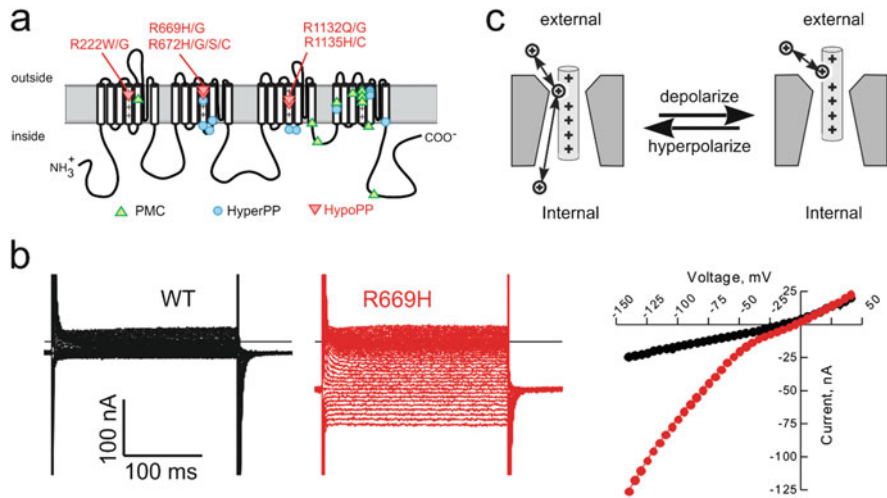 a
R222W/G
R669H/G
R672H/G/S/C
R1132Q/G
R1135H/C
outside
inside
NH3+
COO-
PMC
HyperPP
HypoPP
c
external
external
depolarize
hyperpolarize
Internal
Internal
b
WT
R669H
100 nA
100 ms
Voltage, mV
-150
-125
-100
-75
-50
-25
50
-25
-25
-50
-75
-100
-125
Current, nA